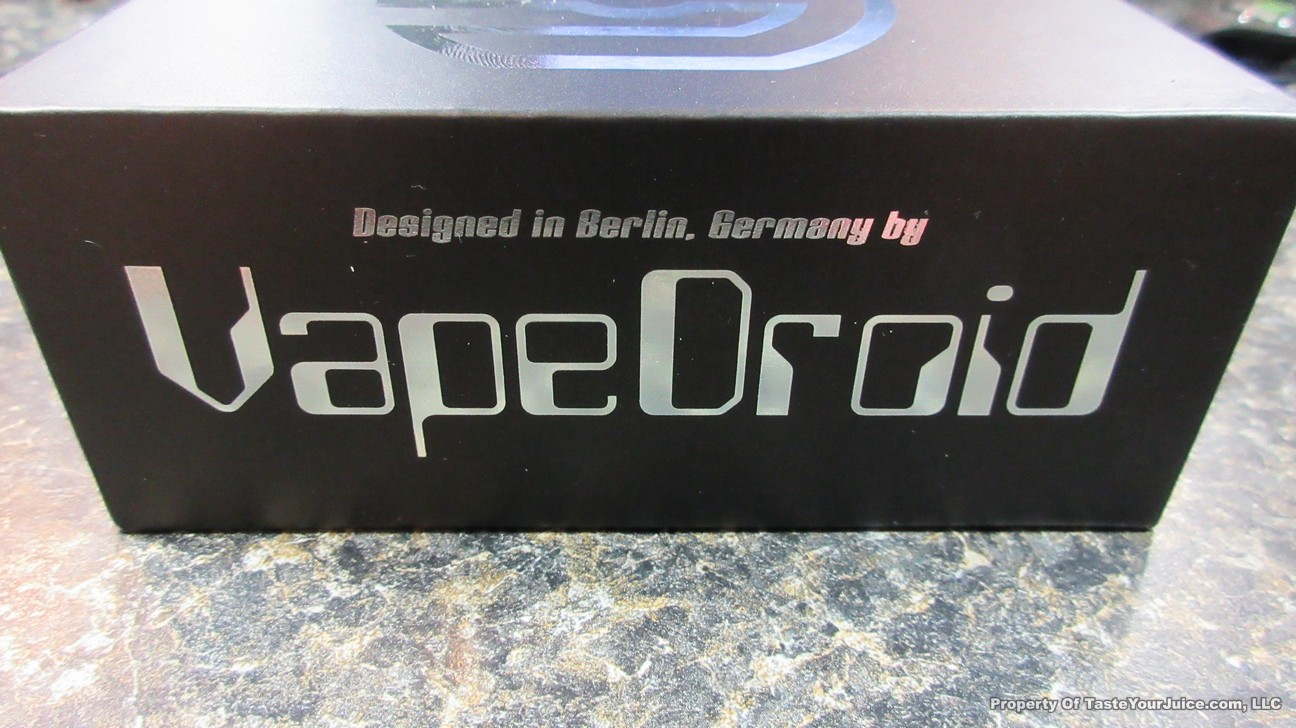 Designed in Berlin, Germany by
VapeDroid
Property Of TasteYourJuice.com, LLC